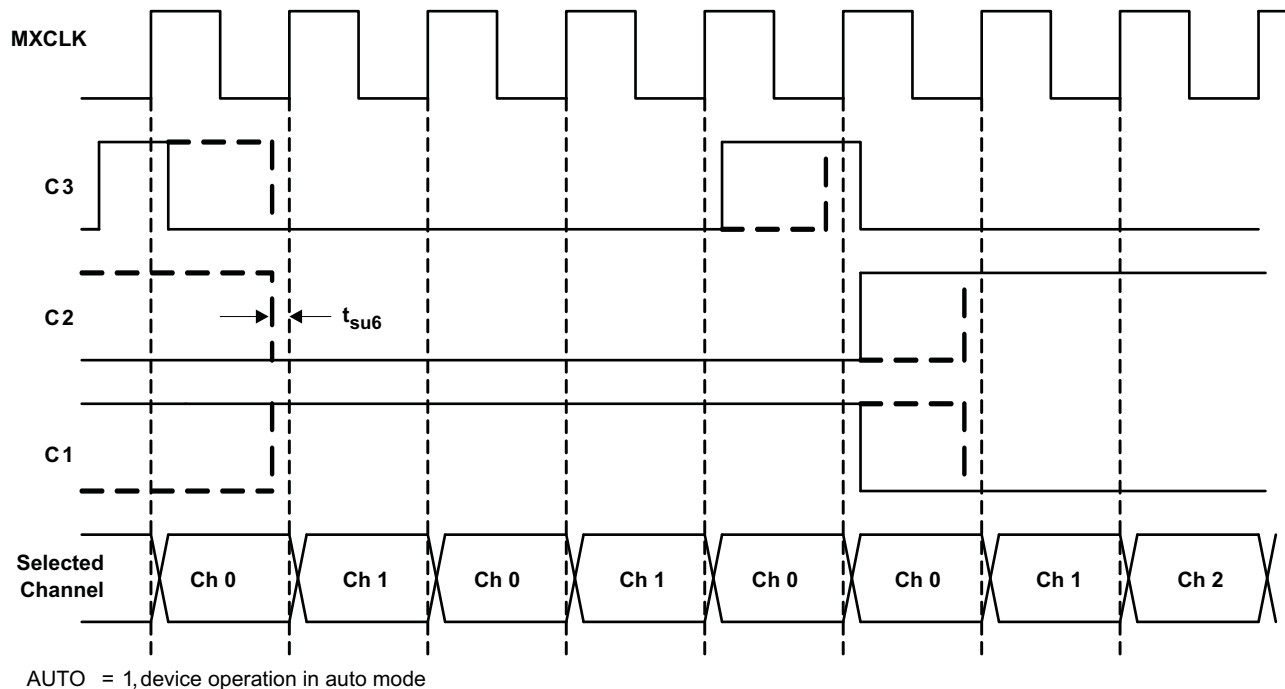 MXCLK
C3
C2
t_su6
C1
Selected
Channel
Ch 0
Ch 1
Ch 0
Ch 1
Ch 0
Ch 0
Ch 1
Ch 2
AUTO = 1, device operation in auto mode